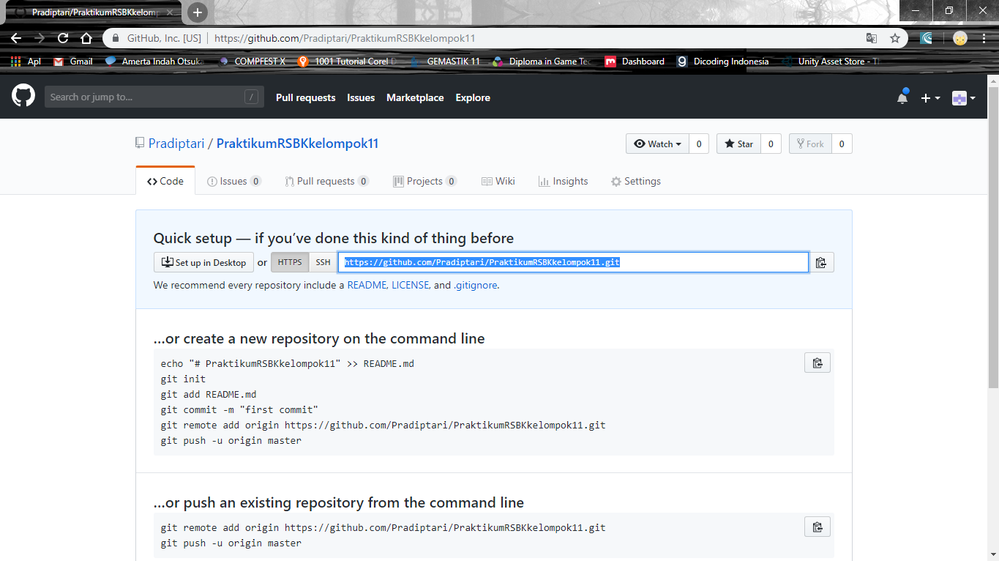 Pradiptari/PraktikumRSBKkelomp
GitHub, Inc. [US] | https://github.com/Pradiptari/PraktikumRSBKkelompok11
Apl Gmail Amerta Indah Otsuka COMPFEST X 1001 Tutorial Corel D GEMASTIK 11 Diploma in Game Tec Dashboard Dicoding Indonesia Unity Asset Store - Th
Search or jump to... / Pull requests Issues Marketplace Explore
Pradiptari / PraktikumRSBKkelompok11 Watch 0 Star 0 Fork 0
Code Issues 0 Pull requests 0 Projects 0 Wiki Insights Settings
Quick setup — if you’ve done this kind of thing before
Set up in Desktop or HTTPS SSH https://github.com/Pradiptari/PraktikumRSBKkelompok11.git
We recommend every repository include a README, LICENSE, and .gitignore.
…or create a new repository on the command line
echo "# PraktikumRSBKkelompok11" >> README.md
git init
git add README.md
git commit -m "first commit"
git remote add origin https://github.com/Pradiptari/PraktikumRSBKkelompok11.git
git push -u origin master
…or push an existing repository from the command line
git remote add origin https://github.com/Pradiptari/PraktikumRSBKkelompok11.git
git push -u origin master